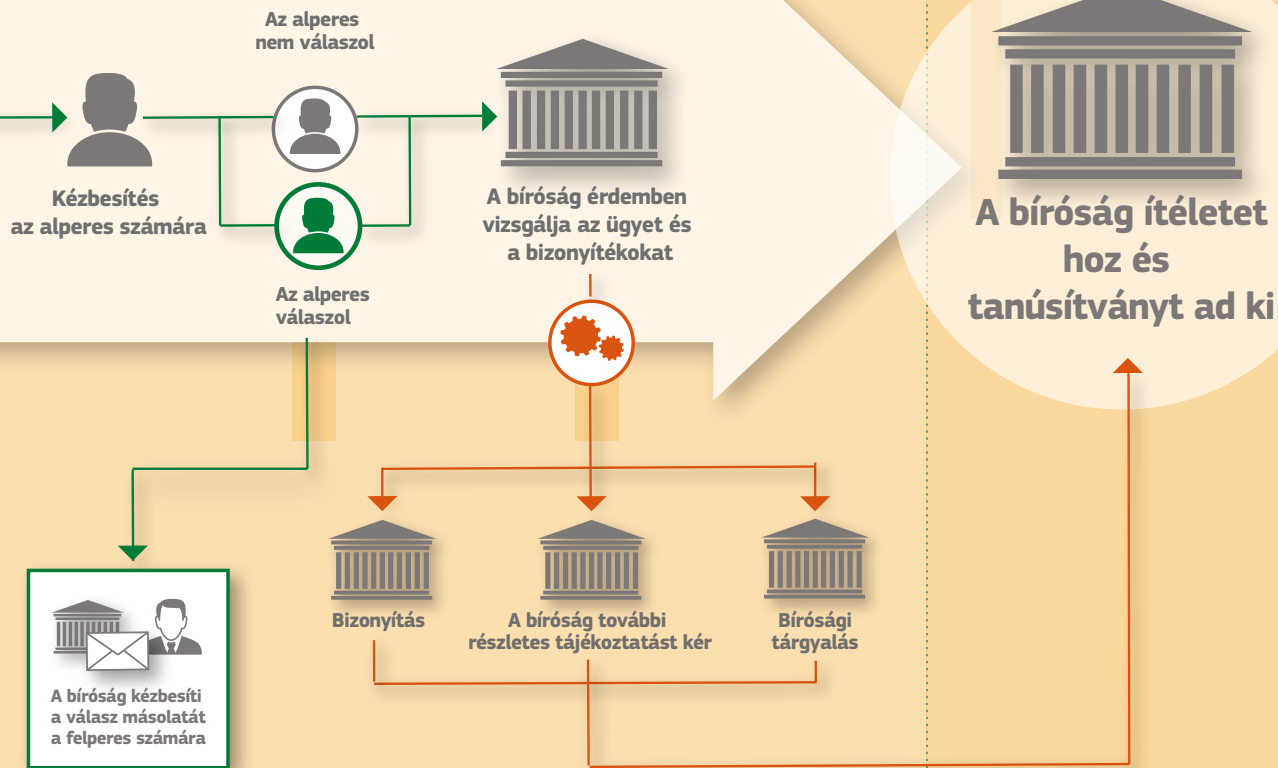 Az alperes
nem válaszol
Kézbesítés
az alperes számára
Az alperes
válaszol
A bíróság érdemben
vizsgálja az ügyet és
a bizonyítékokat
A bíróság ítéletet
hoz és
tanúsítványt ad ki
Bizonyítás
A bíróság további
részletes tájékoztatást kér
Bírósági
tárgyalás
A bíróság kézbesíti
a válasz másolatát
a felperes számára